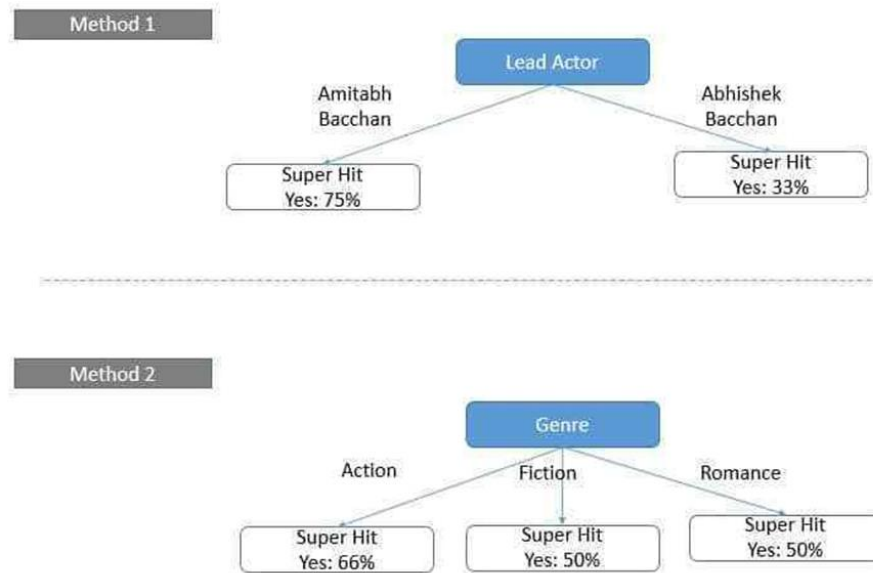 Method 1
Lead Actor
Amitabh
Bacchan
Abhishek
Bacchan
Super Hit
Yes: 75%
Super Hit
Yes: 33%
Method 2
Genre
Action
Fiction
Romance
Super Hit
Yes: 66%
Super Hit
Yes: 50%
Super Hit
Yes: 50%